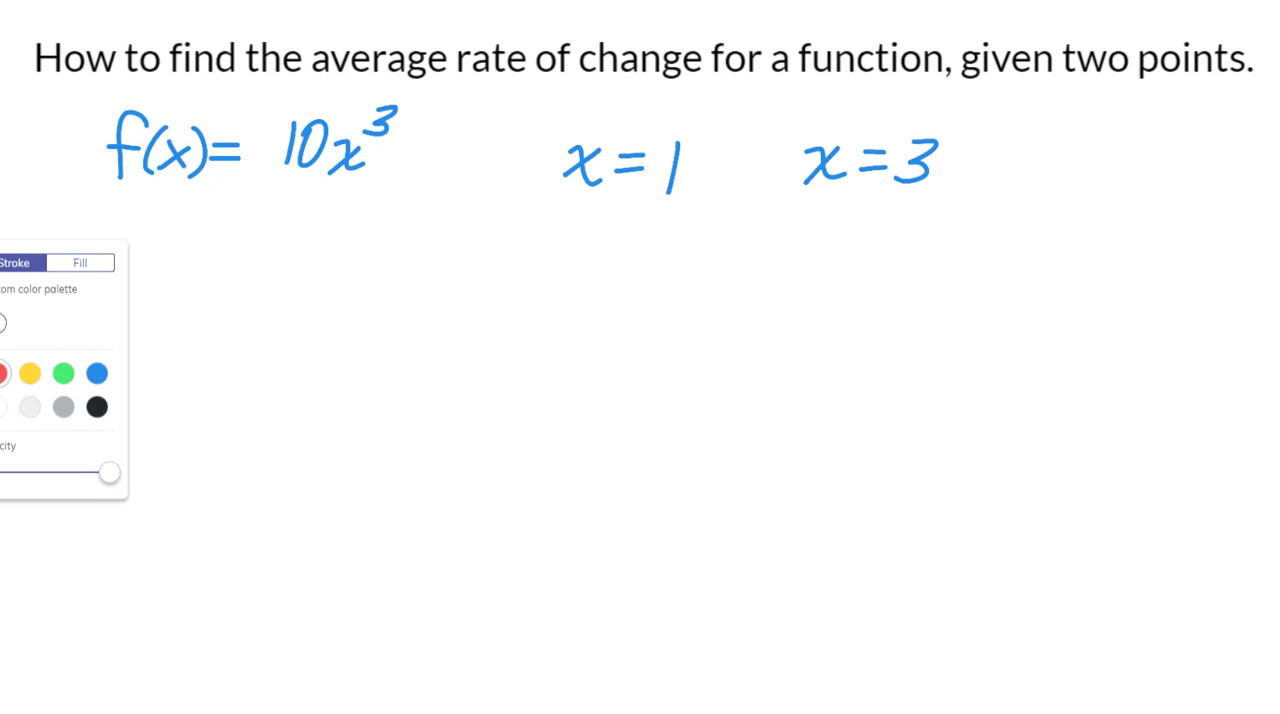 How to find the average rate of change for a function, given two points.
f(x)= 10x³ x=1 x=3
Stroke Fill
tom color palette
city